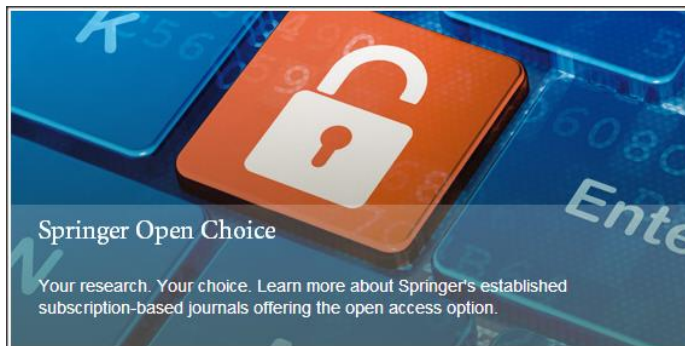 K
Springer Open Choice
Ente
Your research. Your choice. Learn more about Springer's established
subscription-based journals offering the open access option.